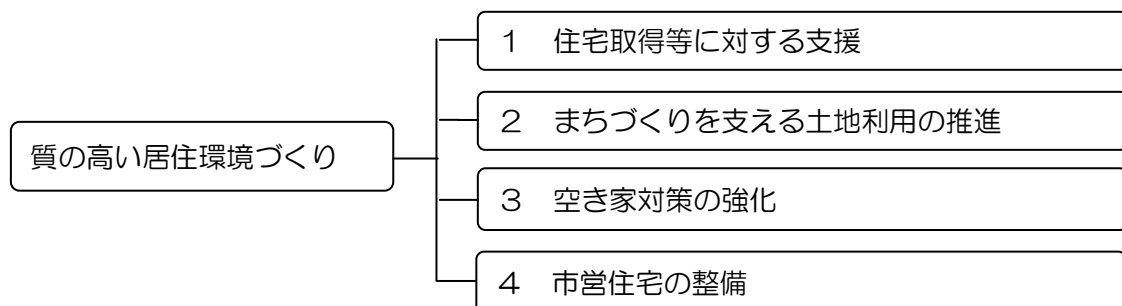 質の高い居住環境づくり
１　住宅取得等に対する支援
２　まちづくりを支える土地利用の推進
３　空き家対策の強化
４　市営住宅の整備